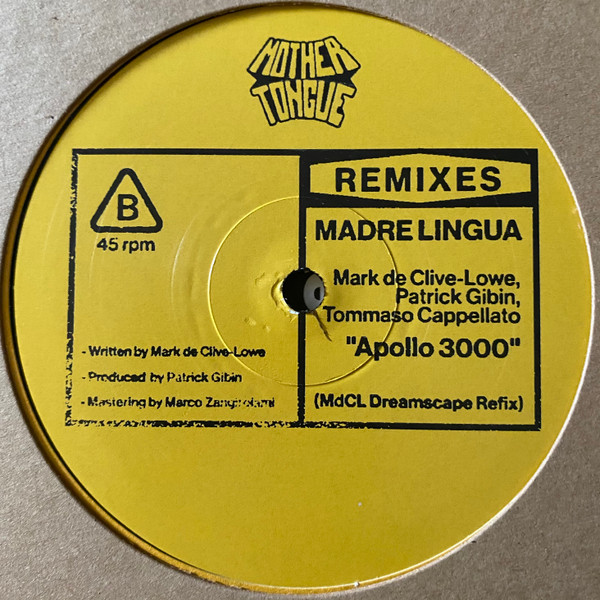 MOTHER
TONGUE
B
45 rpm
- Written by Mark de Clive-Lowe
- Produced by Patrick Gibin
- Mastering by Marco Zangirolami
REMIXES
MADRE LINGUA
Mark de Clive-Lowe,
Patrick Gibin,
Tommaso Cappellato
"Apollo 3000"
(MdCL Dreamscape Refix)